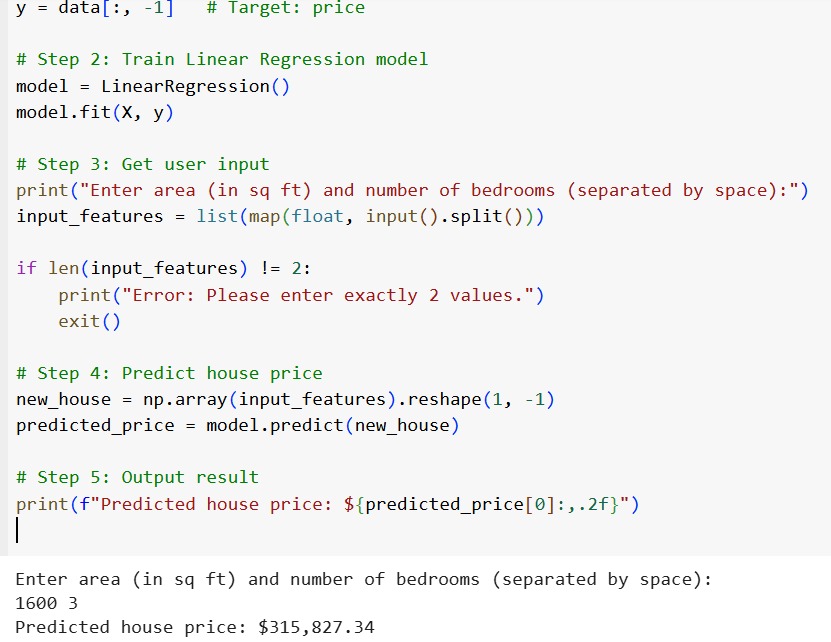 y = data[:, -1]   # Target: price
# Step 2: Train Linear Regression model
model = LinearRegression()
model.fit(X, y)
# Step 3: Get user input
print("Enter area (in sq ft) and number of bedrooms (separated by space):")
input_features = list(map(float, input().split()))
if len(input_features) != 2:
    print("Error: Please enter exactly 2 values.")
    exit()
# Step 4: Predict house price
new_house = np.array(input_features).reshape(1, -1)
predicted_price = model.predict(new_house)
# Step 5: Output result
print(f"Predicted house price: ${predicted_price[0]:,.2f}")
Enter area (in sq ft) and number of bedrooms (separated by space):
1600 3
Predicted house price: $315,827.34